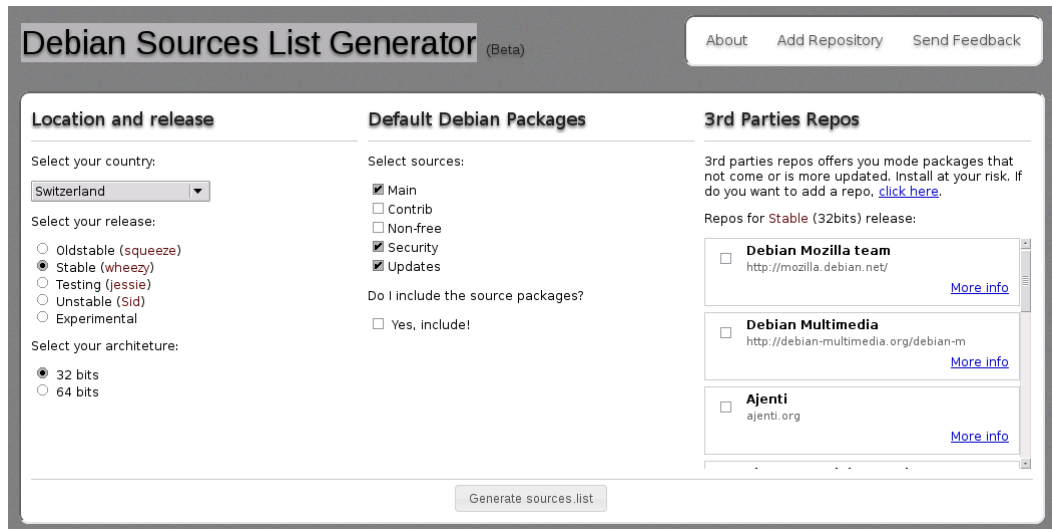 Debian Sources List Generator (Beta)
About
Add Repository
Send Feedback
Location and release
Select your country:
Switzerland
Select your release:
Oldstable (squeeze)
Stable (wheezy)
Testing (jessie)
Unstable (Sid)
Experimental
Select your architeture:
32 bits
64 bits
Default Debian Packages
Select sources:
Main
Contrib
Non-free
Security
Updates
Do I include the source packages?
Yes, include!
3rd Parties Repos
3rd parties repos offers you mode packages that
not come or is more updated. Install at your risk. If
do you want to add a repo, click here.
Repos for Stable (32bits) release:
Debian Mozilla team
http://mozilla.debian.net/
More info
Debian Multimedia
http://debian-multimedia.org/debian-m
More info
Ajenti
ajenti.org
More info
Generate sources.list